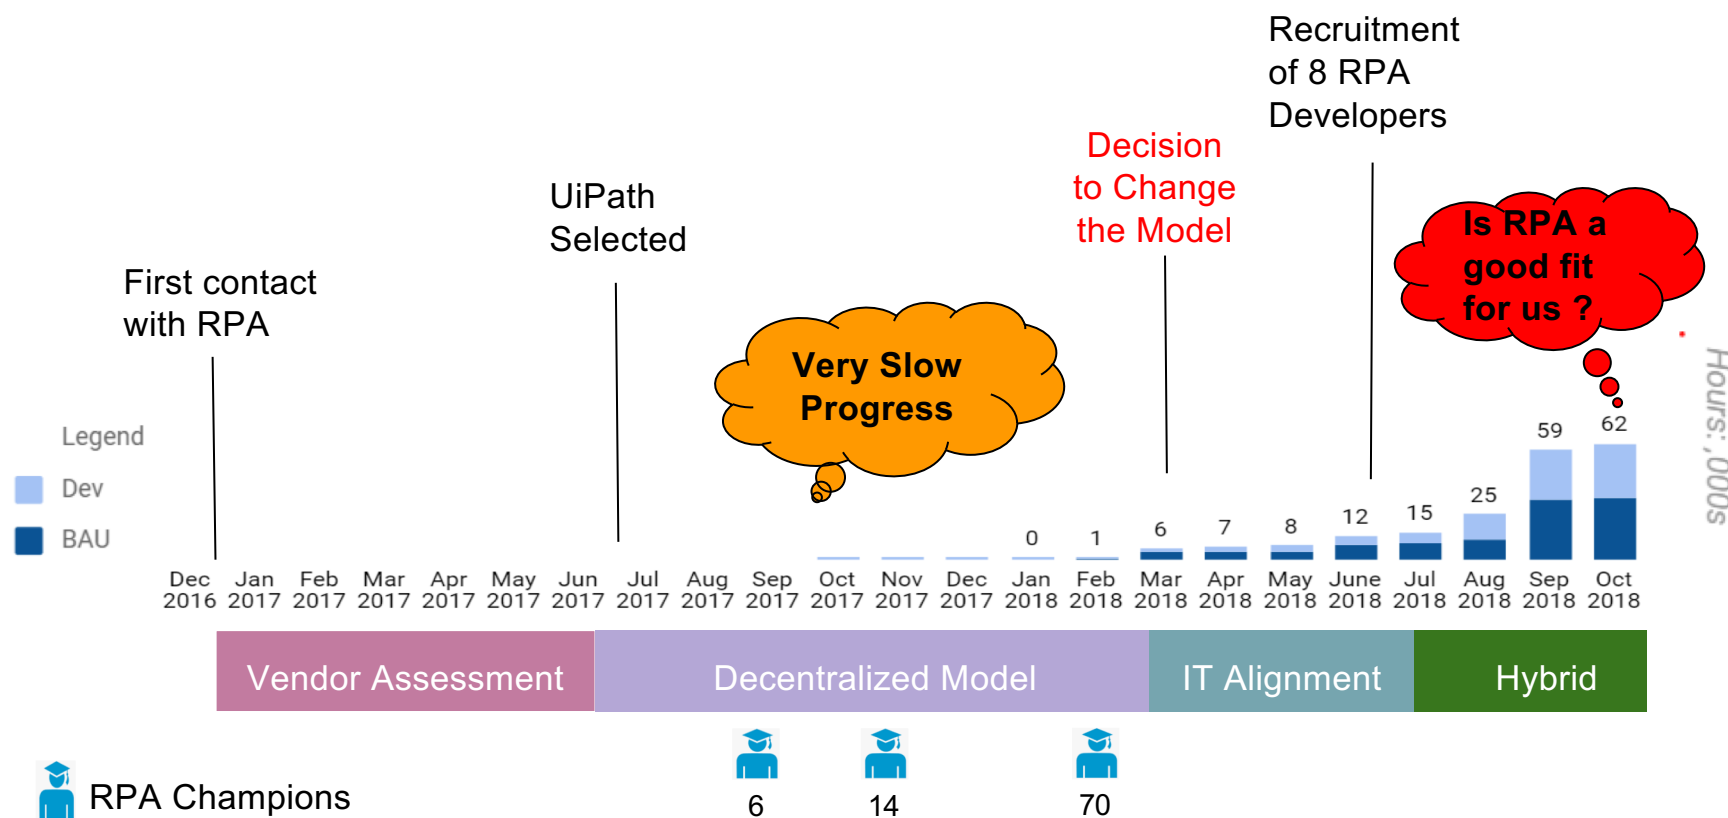 Recruitment
of 8 RPA
Developers
Decision
to Change
the Model
UiPath
Selected
Is RPA a
good fit
for us ?
First contact
with RPA
Very Slow
Progress
Hours: ,000s
Legend
Dev
BAU
0
1
6
7
8
12
15
25
59
62
Dec Jan Feb Mar Apr May Jun Jul Aug Sep Oct Nov Dec Jan Feb Mar Apr May June Jul Aug Sep Oct
2016 2017 2017 2017 2017 2017 2017 2017 2017 2017 2017 2017 2017 2018 2018 2018 2018 2018 2018 2018 2018 2018 2018
Vendor Assessment
Decentralized Model
IT Alignment
Hybrid
RPA Champions
6
14
70